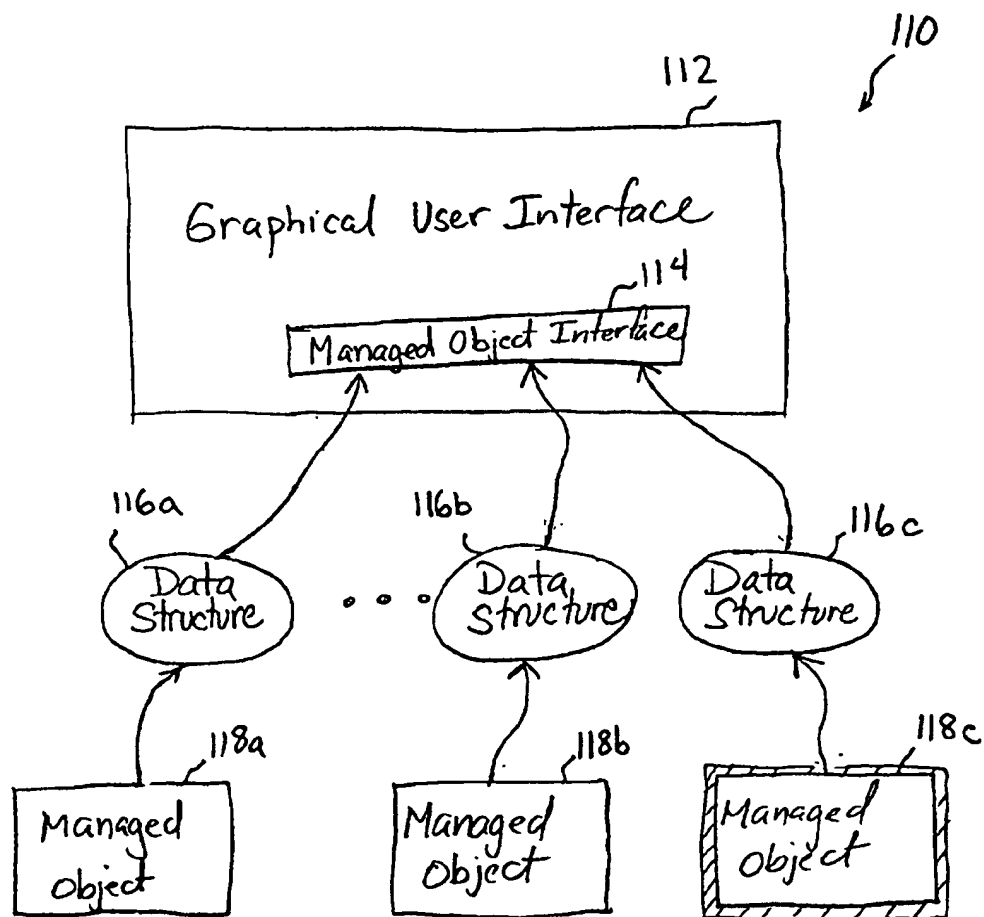 110
112
Graphical User Interface
114
Managed Object Interface
116a
116b
116c
Data
Structure
Data
Structure
Data
Structure
118a
118b
118c
Managed
Object
Managed
Object
Managed
Object